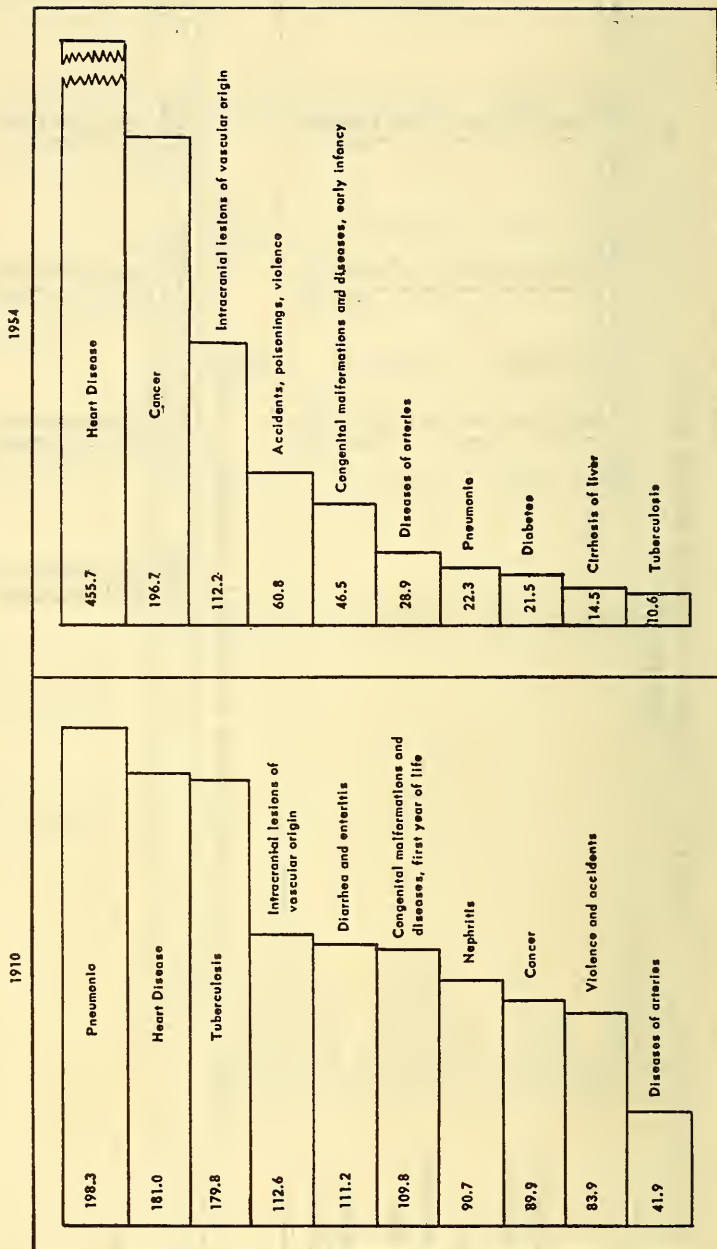 1910
198.3 Pneumonia
181.0 Heart Disease
179.8 Tuberculosis
112.6 Intracranial lesions of
vascular origin
111.2 Diarrhea and enteritis
109.8 Congenital malformations and
diseases, first year of life
90.7 Nephritis
89.9 Cancer
83.9 Violence and accidents
41.9 Diseases of arteries
1954
455.7 Heart Disease
196.7 Cancer
112.2 Intracranial lesions of vascular origin
60.8 Accidents, poisonings, violence
46.5 Congenital malformations and diseases, early infancy
28.9 Diseases of arteries
22.3 Pneumonia
21.5 Diabetes
14.5 Cirrhosis of liver
10.6 Tuberculosis